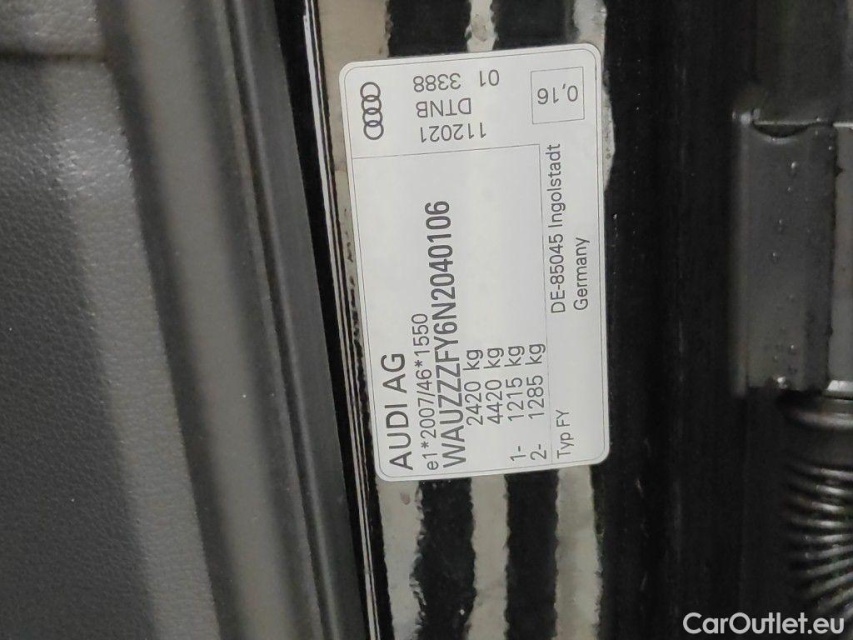 AUDI AG
e1*2007/46*1550
WAUZZZFY6N2040106
2420 kg
4420 kg
1- 1215 kg
2- 1285 kg
Typ FY
DE-85045 Ingolstadt
Germany
112021
DTNB
01 3388
0,16
CarOutlet.eu